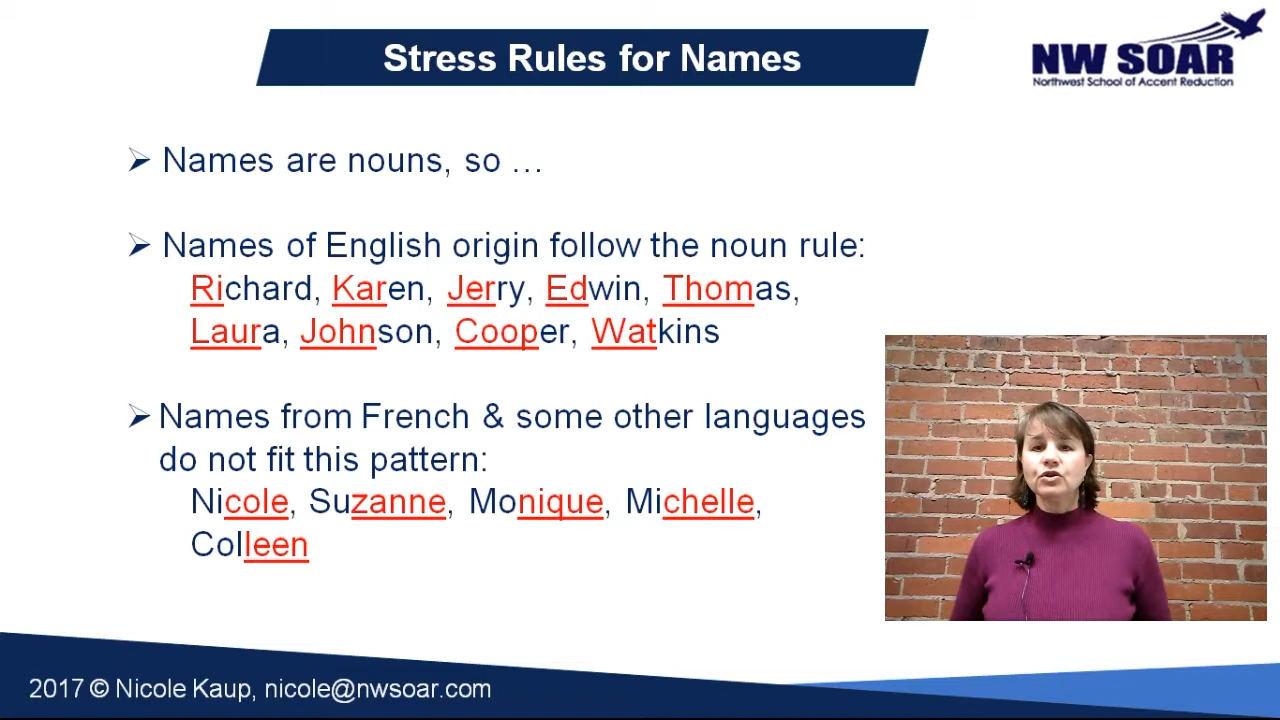 Stress Rules for Names
NW SOAR
Northwest School of Accent Reduction
➢ Names are nouns, so …
➢ Names of English origin follow the noun rule:
Richard, Karen, Jerry, Edwin, Thomas,
Laura, Johnson, Cooper, Watkins
➢ Names from French & some other languages
do not fit this pattern:
Nicole, Suzanne, Monique, Michelle,
Colleen
2017 © Nicole Kaup, nicole@nwsoar.com